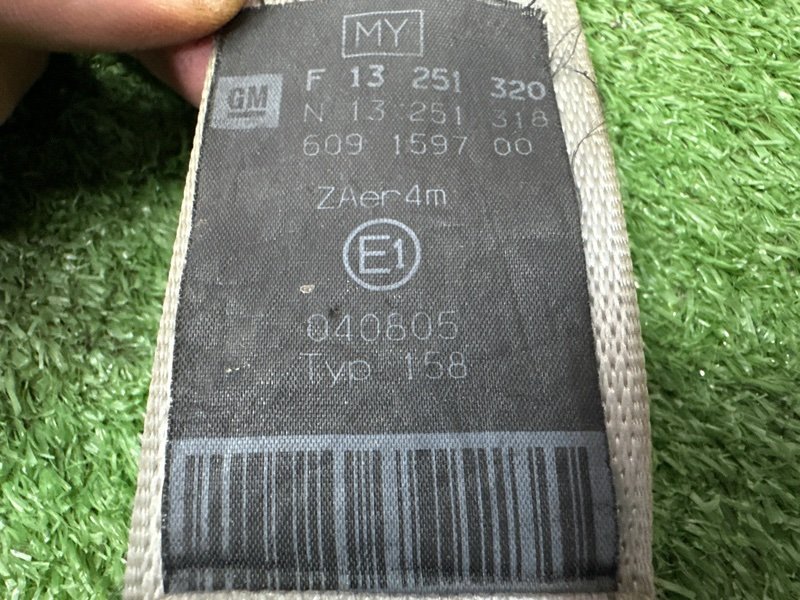 MY
GM
F 13 251 320
N 13 251 318
609 1597 00
ZAer4m
E1
040805
Typ 158